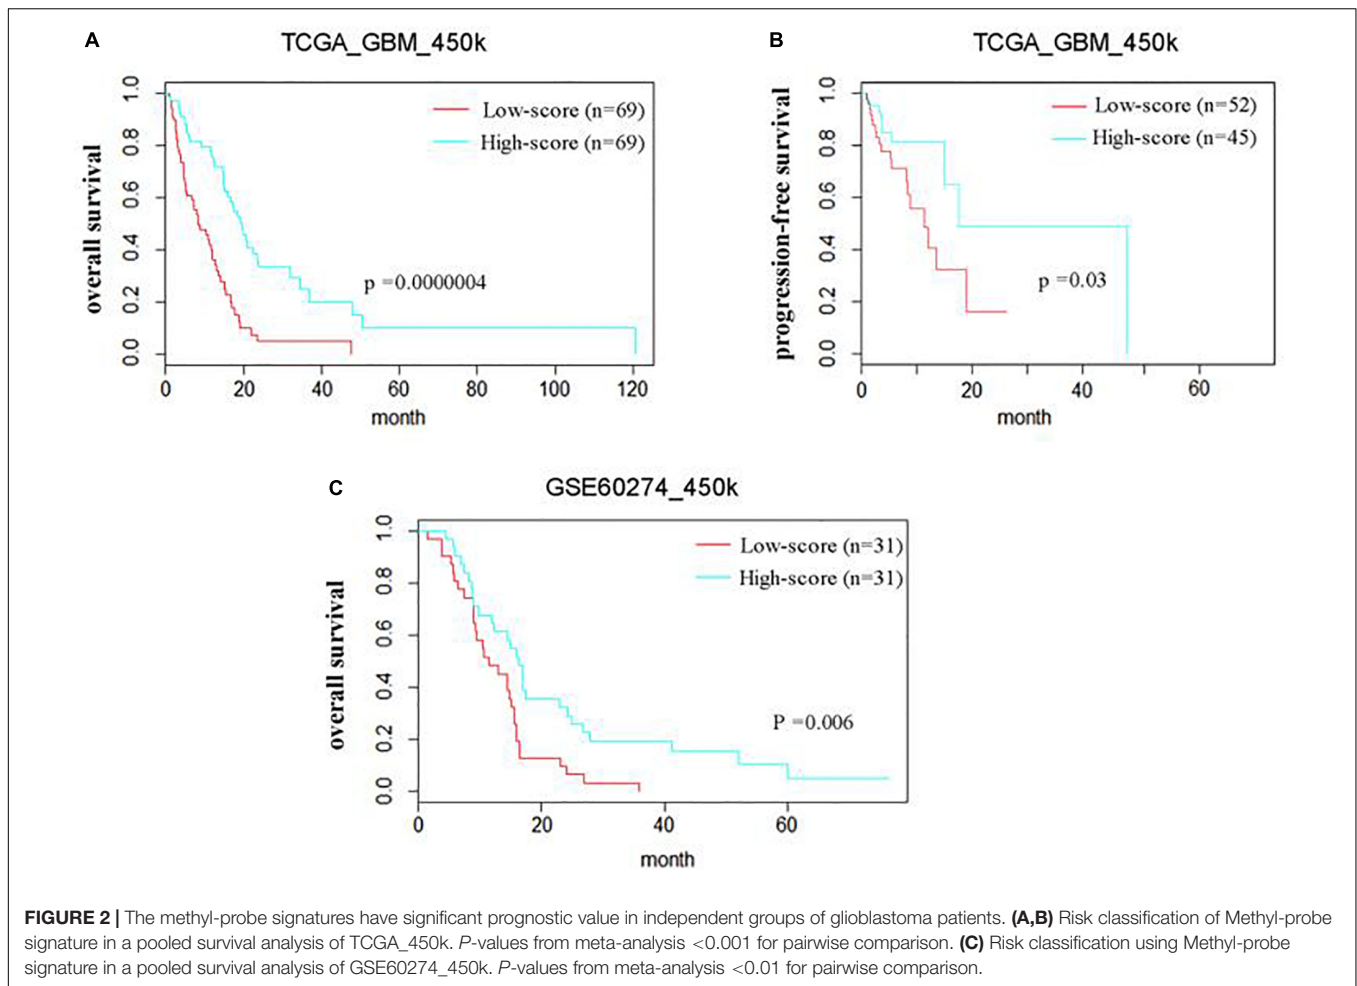 A
TCGA_GBM_450k
1.0
0.8
0.6
0.4
0.2
0.0
overall survival
Low-score (n=69)
High-score (n=69)
p =0.0000004
0 20 40 60 80 100 120
month
B
TCGA_GBM_450k
1.0
0.8
0.6
0.4
0.2
0.0
progression-free survival
Low-score (n=52)
High-score (n=45)
p =0.03
0 20 40 60
month
C
GSE60274_450k
1.0
0.8
0.6
0.4
0.2
0.0
overall survival
Low-score (n=31)
High-score (n=31)
P =0.006
0 20 40 60
month
FIGURE 2 | The methyl-probe signatures have significant prognostic value in independent groups of glioblastoma patients. (A,B) Risk classification of Methyl-probe
signature in a pooled survival analysis of TCGA_450k. P-values from meta-analysis <0.001 for pairwise comparison. (C) Risk classification using Methyl-probe
signature in a pooled survival analysis of GSE60274_450k. P-values from meta-analysis <0.01 for pairwise comparison.